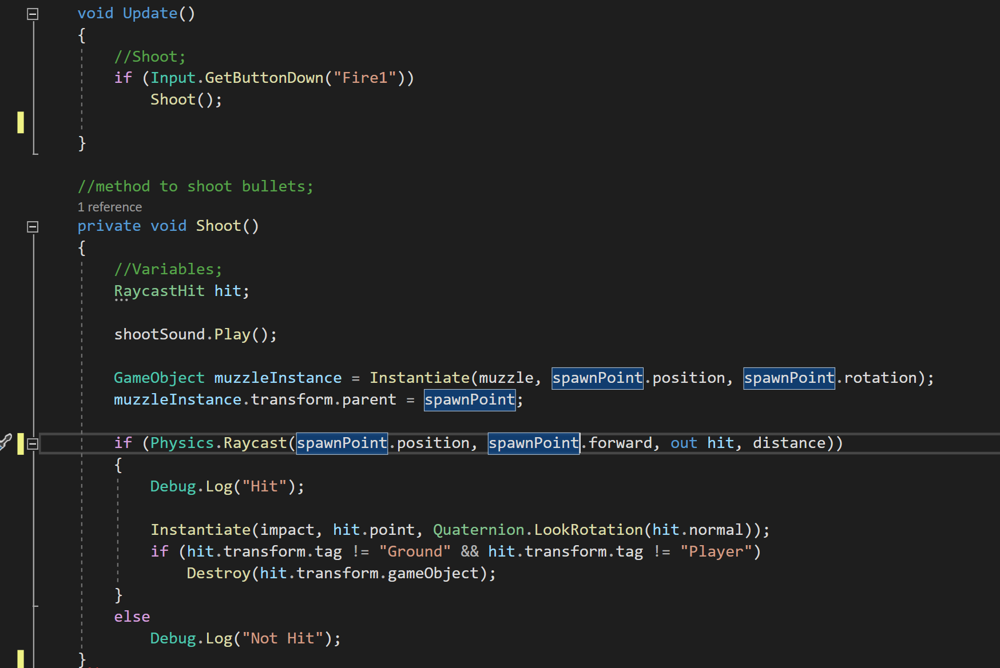 void Update()
{
//Shoot;
if (Input.GetButtonDown("Fire1"))
Shoot();
}
//method to shoot bullets;
1 reference
private void Shoot()
{
//Variables;
RaycastHit hit;
shootSound.Play();
GameObject muzzleInstance = Instantiate(muzzle, spawnPoint.position, spawnPoint.rotation);
muzzleInstance.transform.parent = spawnPoint;
if (Physics.Raycast(spawnPoint.position, spawnPoint.forward, out hit, distance))
{
Debug.Log("Hit");
Instantiate(impact, hit.point, Quaternion.LookRotation(hit.normal));
if (hit.transform.tag != "Ground" && hit.transform.tag != "Player")
Destroy(hit.transform.gameObject);
}
else
Debug.Log("Not Hit");
}